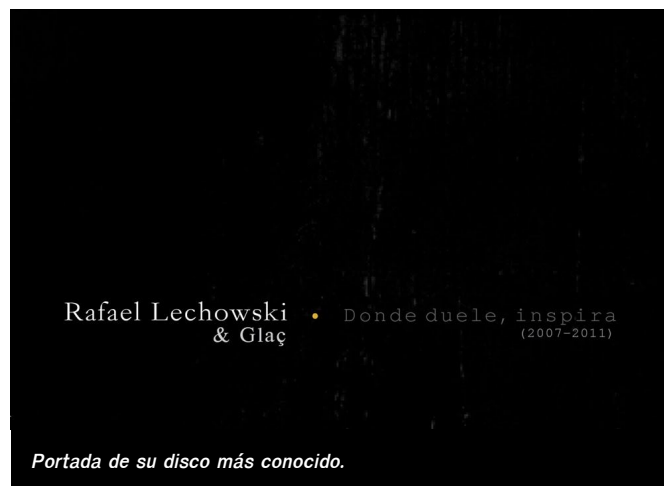 Rafael Lechowski • Donde duele, inspira
& Glaç (2007-2011)
Portada de su disco más conocido.